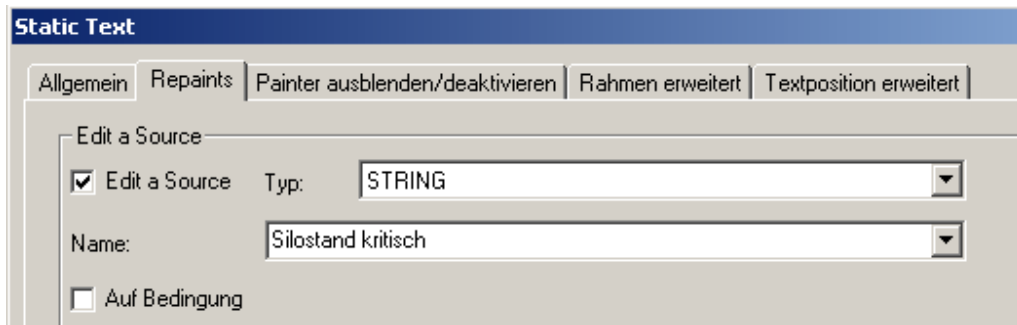 Static Text
Allgemein Repaints Painter ausblenden/deaktivieren Rahmen erweitert Textposition erweitert
Edit a Source
Edit a Source Typ: STRING
Name: Silostand kritisch
Auf Bedingung